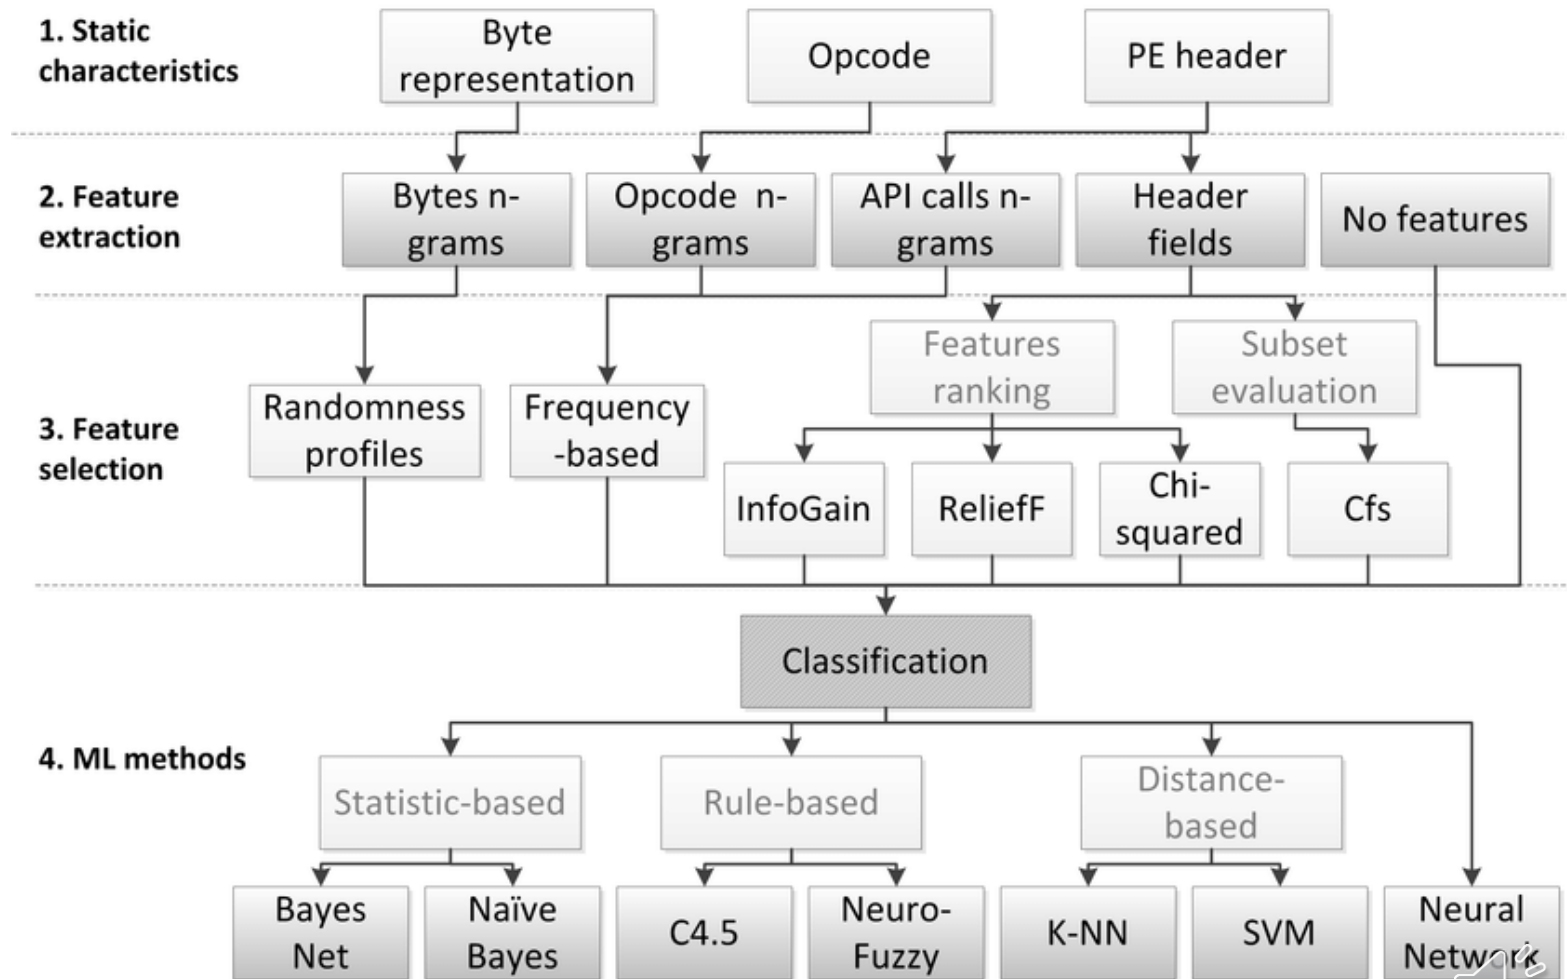 1. Static
characteristics
Byte
representation
Opcode
PE header
2. Feature
extraction
Bytes n-
grams
Opcode n-
grams
API calls n-
grams
Header
fields
No features
3. Feature
selection
Randomness
profiles
Frequency
-based
Features
ranking
Subset
evaluation
InfoGain
ReliefF
Chi-
squared
Cfs
Classification
4. ML methods
Statistic-based
Rule-based
Distance-
based
Bayes
Net
Naïve
Bayes
C4.5
Neuro-
Fuzzy
K-NN
SVM
Neural
Network